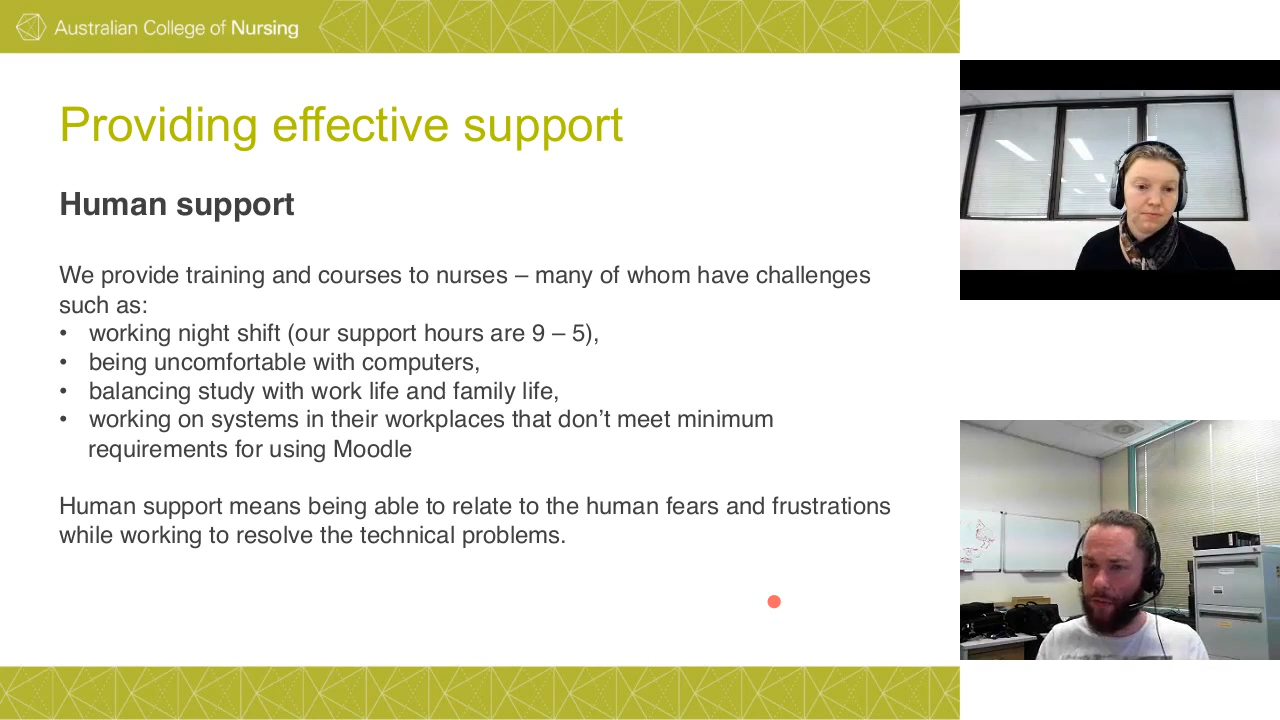 Australian College of Nursing
Providing effective support
Human support
We provide training and courses to nurses – many of whom have challenges
such as:
• working night shift (our support hours are 9 – 5),
• being uncomfortable with computers,
• balancing study with work life and family life,
• working on systems in their workplaces that don’t meet minimum
requirements for using Moodle
Human support means being able to relate to the human fears and frustrations
while working to resolve the technical problems.